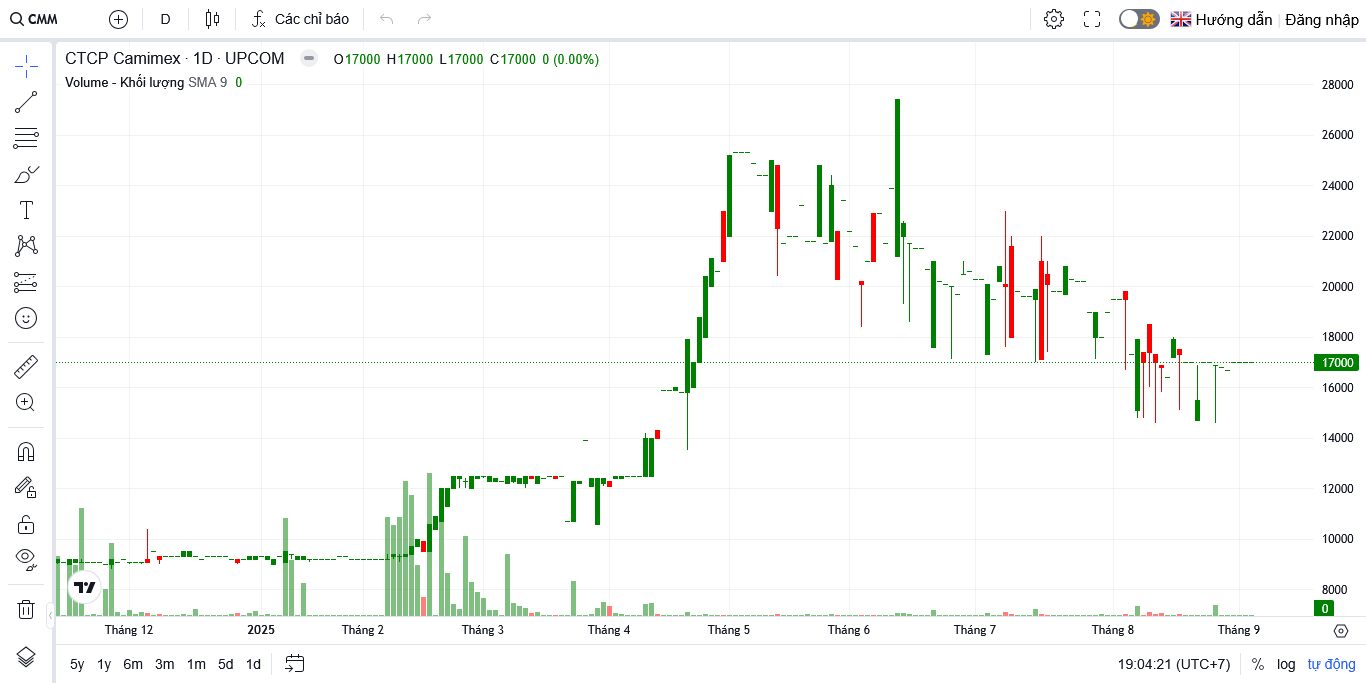 CMM D Các chỉ báo Hướng dẫn Đăng nhập
CTCP Camimex · 1D · UPCOM O17000 H17000 L17000 C17000 0 (0.00%)
Volume - Khối lượng SMA 9 0
28000
26000
24000
22000
20000
18000
17000
16000
14000
12000
10000
8000
0
Tháng 12 2025 Tháng 2 Tháng 3 Tháng 4 Tháng 5 Tháng 6 Tháng 7 Tháng 8 Tháng 9
5y 1y 6m 3m 1m 5d 1d 19:04:21 (UTC+7) % log tự động